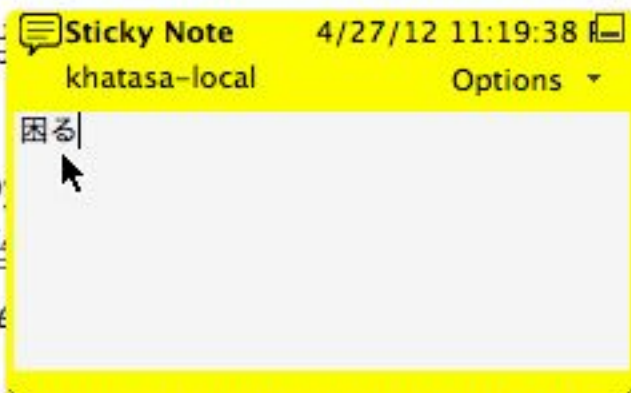 Sticky Note 4/27/12 11:19:38
khatasa-local Options
困る